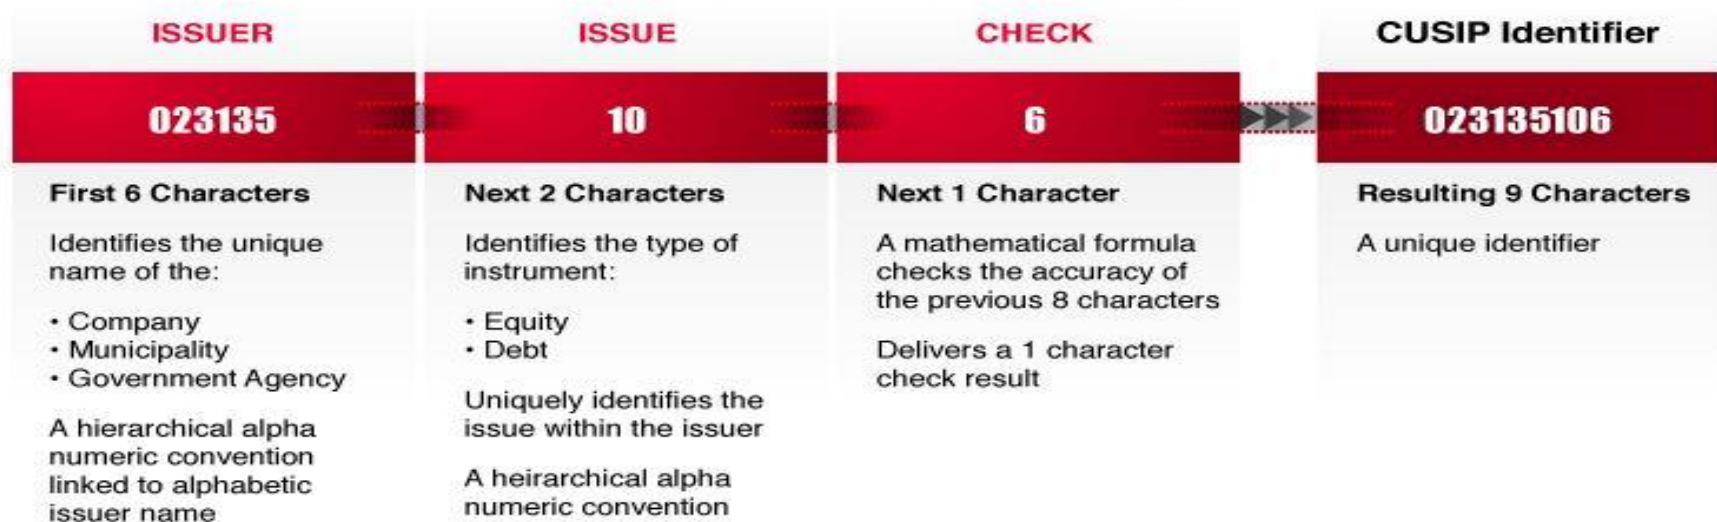 ISSUER
023135
First 6 Characters
Identifies the unique
name of the:
• Company
• Municipality
• Government Agency
A hierarchical alpha
numeric convention
linked to alphabetic
issuer name
ISSUE
10
Next 2 Characters
Identifies the type of
instrument:
• Equity
• Debt
Uniquely identifies the
issue within the issuer
A heirarchical alpha
numeric convention
CHECK
6
Next 1 Character
A mathematical formula
checks the accuracy of
the previous 8 characters
Delivers a 1 character
check result
CUSIP Identifier
023135106
Resulting 9 Characters
A unique identifier